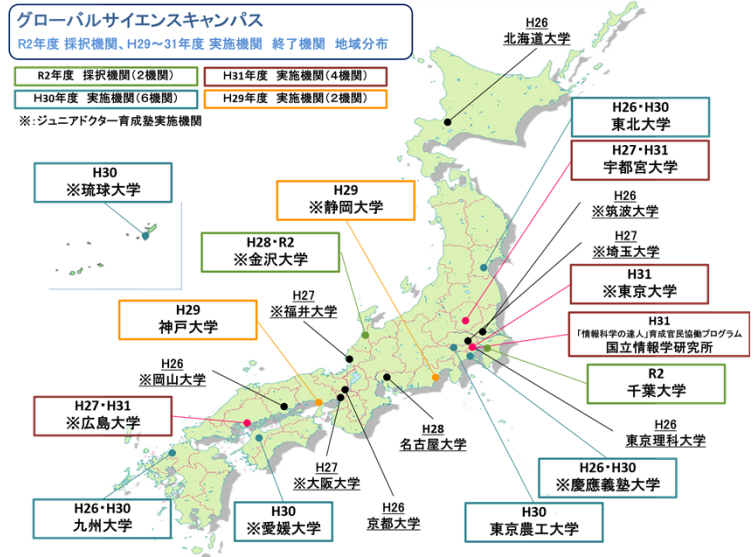 グローバルサイエンスキャンパス
R2年度 採択機関、H29～31年度 実施機関 終了機関 地域分布
R2年度 採択機関(2機関)
H31年度 実施機関(4機関)
H30年度 実施機関(6機関)
H29年度 実施機関(2機関)
※:ジュニアドクター育成塾実施機関
H26
北海道大学
H26・H30
東北大学
H27・H31
宇都宮大学
H30
※琉球大学
H29
※静岡大学
H26
※筑波大学
H28・R2
※金沢大学
H27
※埼玉大学
H31
※東京大学
H29
神戸大学
H27
※福井大学
H31
「情報科学の達人」育成官民協働プログラム
国立情報学研究所
H26
※岡山大学
R2
千葉大学
H27・H31
※広島大学
H28
名古屋大学
H26
東京理科大学
H27
※大阪大学
H26・H30
※慶應義塾大学
H26・H30
九州大学
H30
※愛媛大学
H26
京都大学
H30
東京農工大学